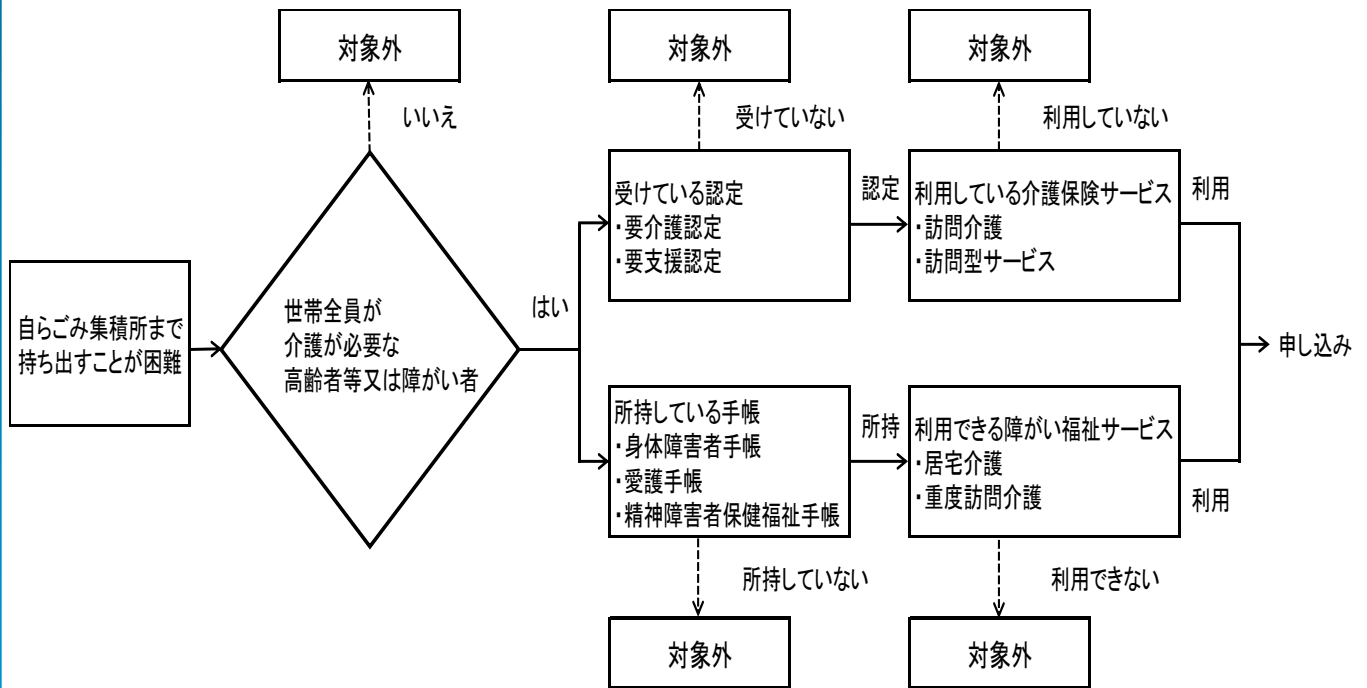 対象外
対象外
対象外
いいえ
受けていない
利用していない
自らごみ集積所まで
持ち出すことが困難
世帯全員が
介護が必要な
高齢者等又は障がい者
はい
受けている認定
・要介護認定
・要支援認定
認定
利用している介護保険サービス
・訪問介護
・訪問型サービス
利用
所持している手帳
・身体障害者手帳
・愛護手帳
・精神障害者保健福祉手帳
所持
利用できる障がい福祉サービス
・居宅介護
・重度訪問介護
利用
申し込み
所持していない
利用できない
対象外
対象外